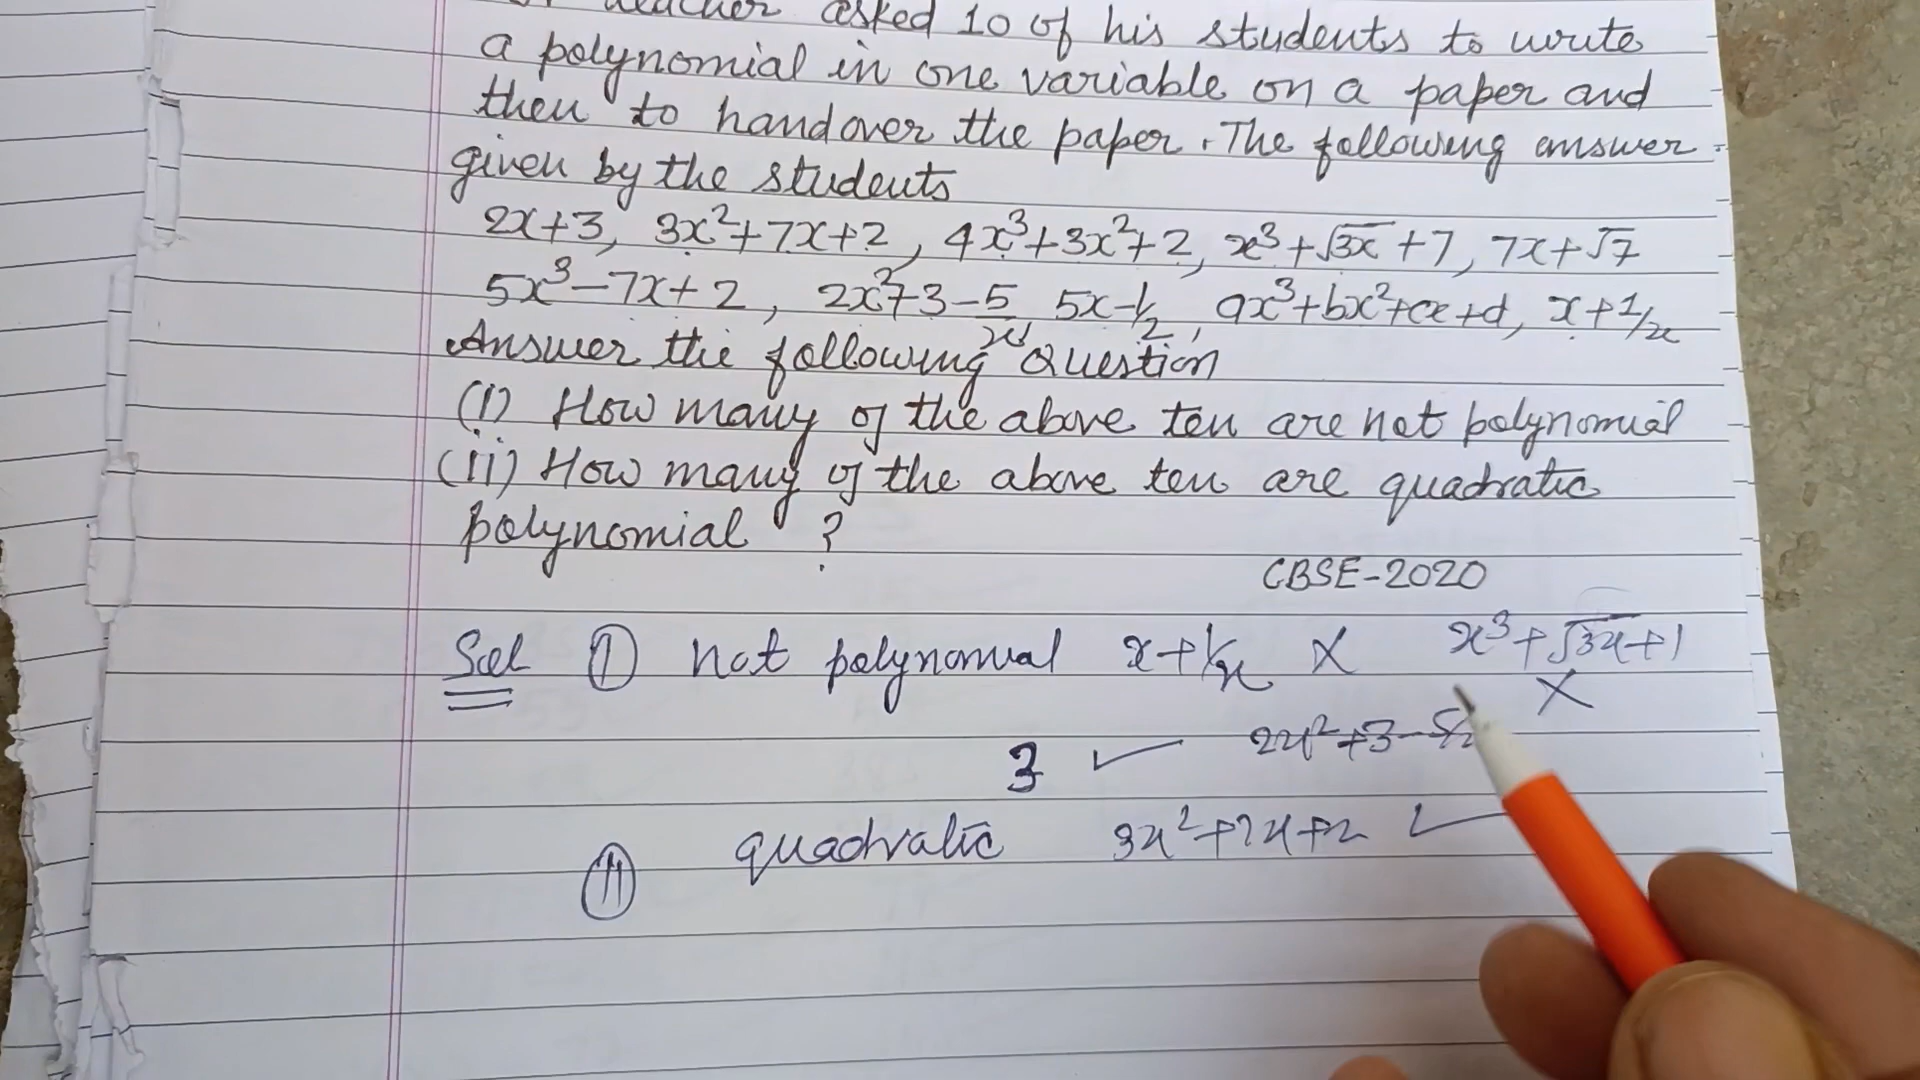 teacher asked 10 of his students to write
a polynomial in one variable on a paper and
then to handover the paper. The following answer
given by the students
2x+3, 3x²+7x+2, 4x³+3x²+2, x³+√3x+7, 7x+√7
5x³-7x+2, 2x²+3-5/x, 5x-1/2, ax³+bx²+cx+d, x+1/x
Answer the following Question
(I) How many of the above ten are not polynomial
(ii) How many of the above ten are quadratic
polynomial ?
CBSE-2020
Sol (I) not polynomial x+1/x X x³+√3x+1
X
3 ✓ 2x²+3-5/
(II) quadratic 3x²+7x+2 ✓